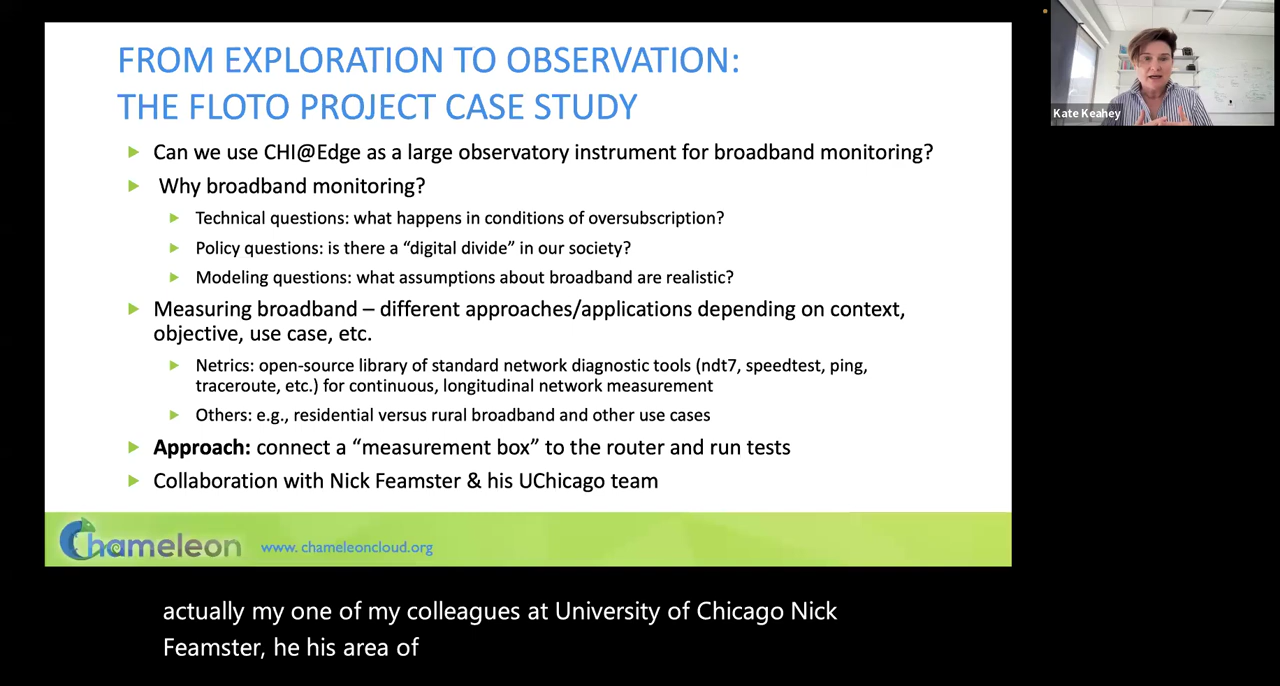 FROM EXPLORATION TO OBSERVATION:
THE FLOTO PROJECT CASE STUDY
Can we use CHI@Edge as a large observatory instrument for broadband monitoring?
Why broadband monitoring?
Technical questions: what happens in conditions of oversubscription?
Policy questions: is there a “digital divide” in our society?
Modeling questions: what assumptions about broadband are realistic?
Measuring broadband – different approaches/applications depending on context,
objective, use case, etc.
Netrics: open-source library of standard network diagnostic tools (ndt7, speedtest, ping,
traceroute, etc.) for continuous, longitudinal network measurement
Others: e.g., residential versus rural broadband and other use cases
Approach: connect a “measurement box” to the router and run tests
Collaboration with Nick Feamster & his UChicago team
Chameleon
www. chameleoncloud.org
Kate Keahey
actually my one of my colleagues at University of Chicago Nick
Feamster, he his area of